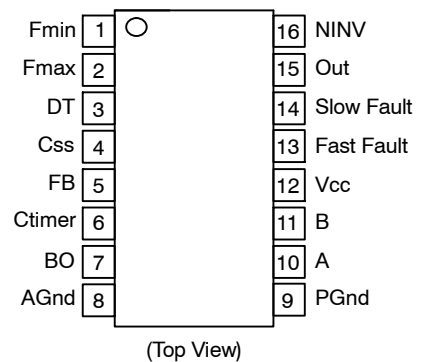 Fmin 1 16 NINV
Fmax 2 15 Out
DT 3 14 Slow Fault
Css 4 13 Fast Fault
FB 5 12 Vcc
Ctimer 6 11 B
BO 7 10 A
AGnd 8 9 PGnd
(Top View)